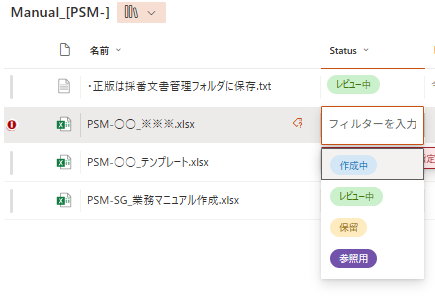 Manual_[PSM-]
名前 Status
・正版は採番文書管理フォルダに保存.txt レビュー中
PSM-〇〇_※※※.xlsx フィルターを入力
PSM-〇〇_テンプレート.xlsx 作成中
PSM-SG_業務マニュアル作成.xlsx レビュー中
保留
参照用